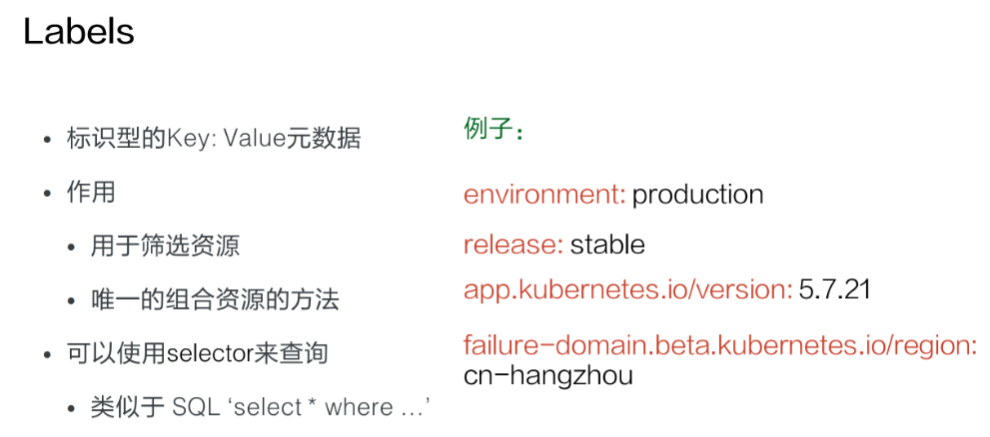 Labels
标识型的Key: Value元数据
作用
用于筛选资源
唯一的组合资源的方法
可以使用selector来查询
类似于 SQL ‘select * where ...’
例子：
environment: production
release: stable
app.kubernetes.io/version: 5.7.21
failure-domain.beta.kubernetes.io/region:
cn-hangzhou